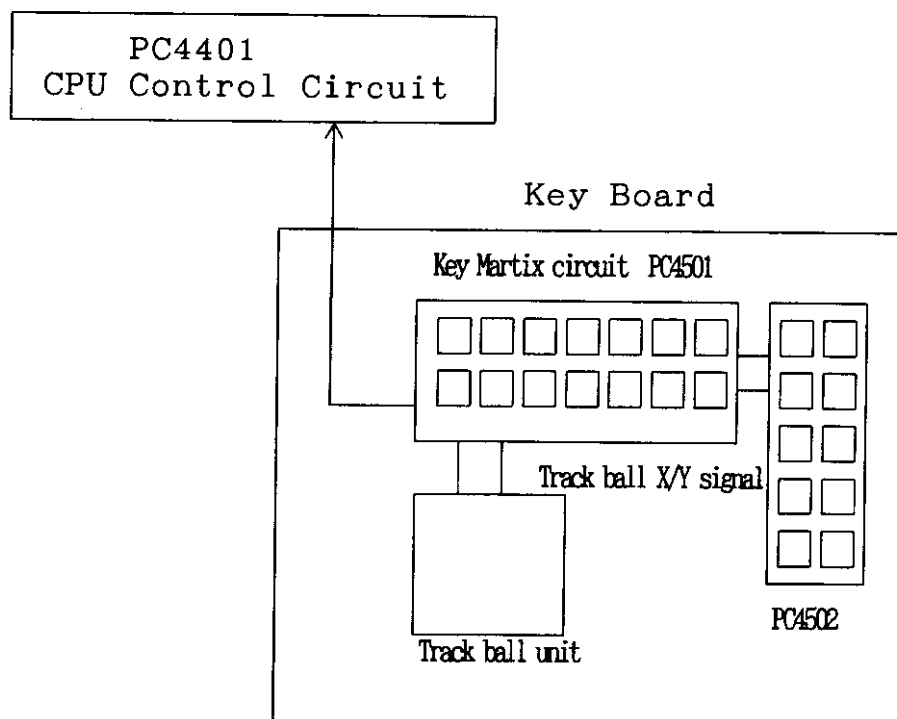 PC4401
CPU Control Circuit
Key Board
Key Martix circuit PC4501
Track ball X/Y signal
PC4502
Track ball unit